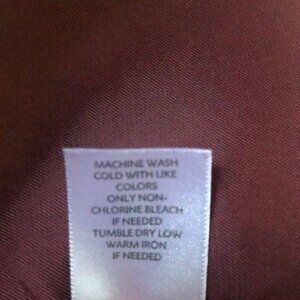 MACHINE WASH
COLD WITH LIKE
COLORS
ONLY NON-
CHLORINE BLEACH
IF NEEDED
TUMBLE DRY LOW
WARM IRON
IF NEEDED